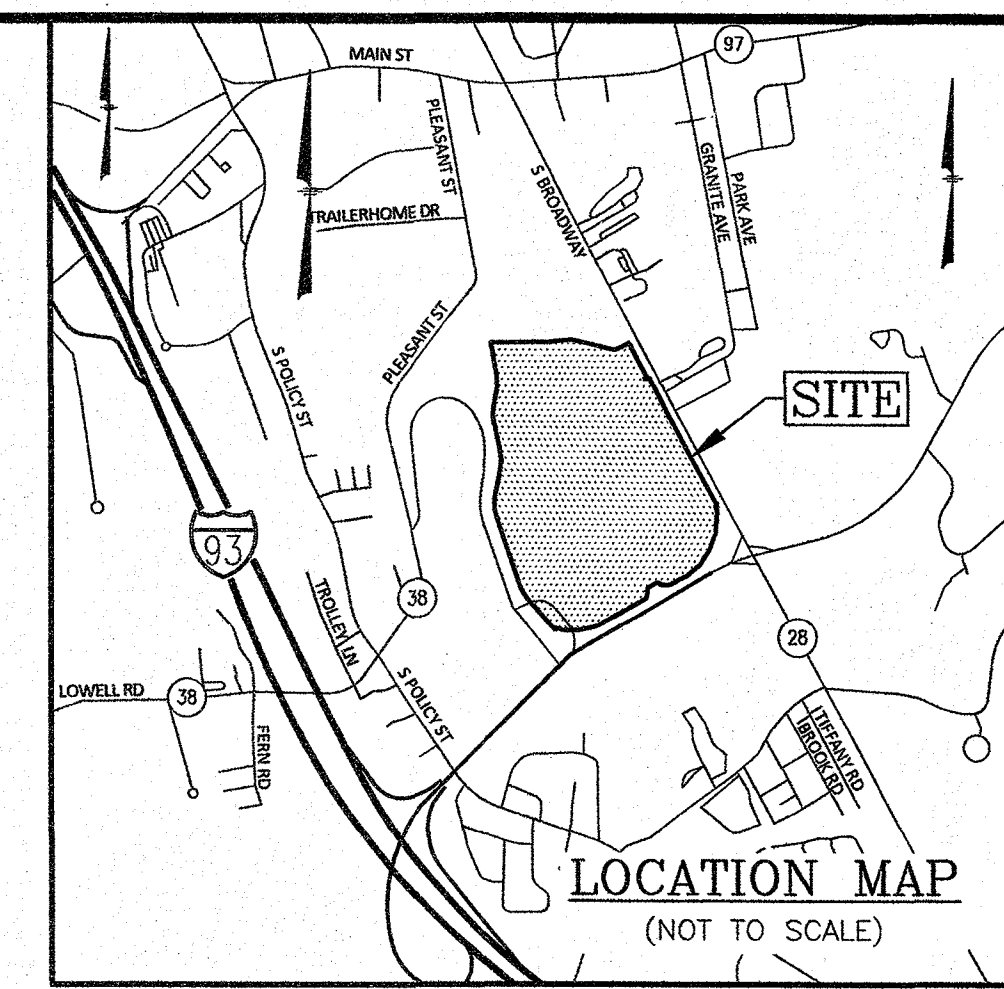 MAIN ST
97
PLEASANT ST
GRANITE AVE
PARK AVE
S BROADWAY
TRAILERHOME DR
PLEASANT ST
S POLICY ST
SITE
93
38
TROLLEY LN
28
LOWELL RD
38
S POLICY ST
FERN RD
TIFFANY RD
BROOK RD
LOCATION MAP
(NOT TO SCALE)